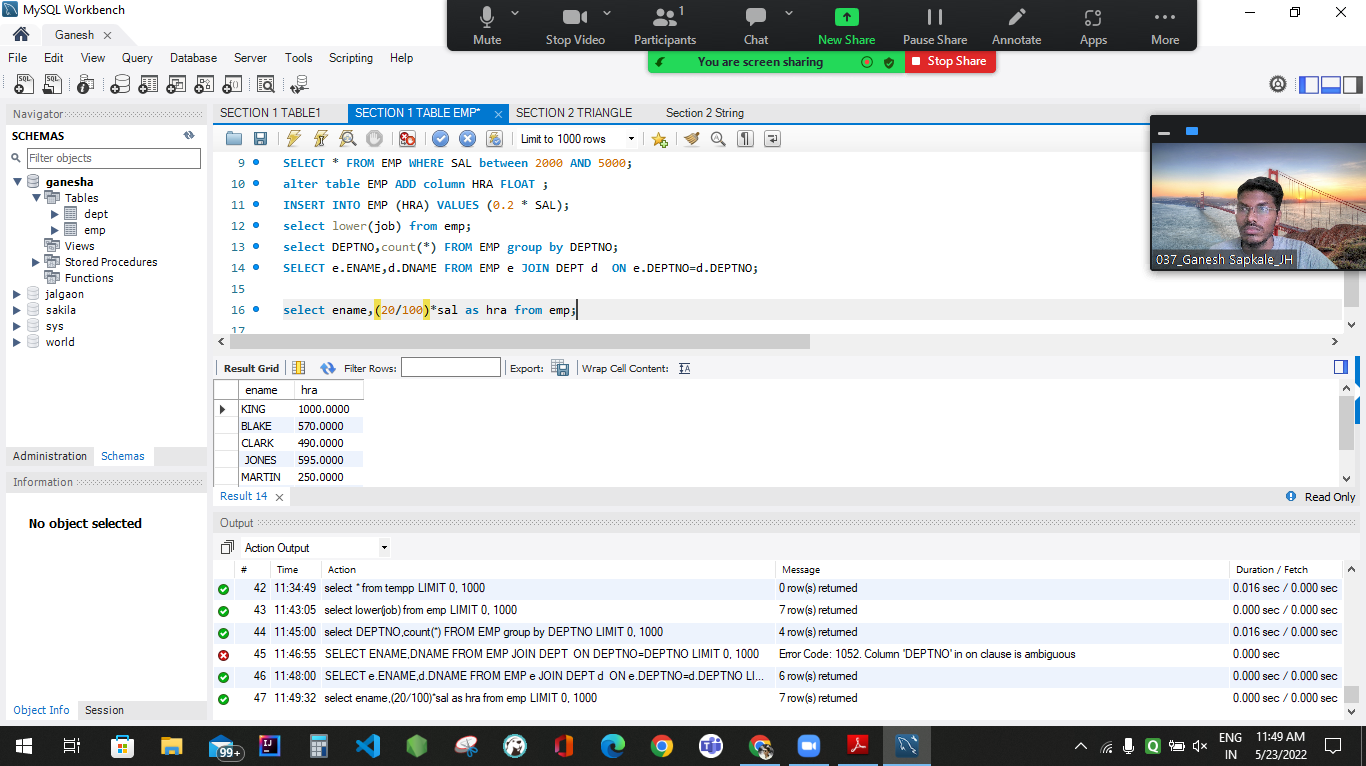 MySQL Workbench
Ganesh
File Edit View Query Database Server Tools Scripting Help
Mute Stop Video Participants 1 Chat New Share Pause Share Annotate Apps More
You are screen sharing Stop Share
Navigator
SCHEMAS
Filter objects
ganesha
Tables
dept
emp
Views
Stored Procedures
Functions
jalgaon
sakila
sys
world
Administration Schemas
Information
No object selected
Object Info Session
SECTION 1 TABLE1 SECTION 1 TABLE EMP* SECTION 2 TRIANGLE Section 2 String
Limit to 1000 rows
9 SELECT * FROM EMP WHERE SAL between 2000 AND 5000;
10 alter table EMP ADD column HRA FLOAT ;
11 INSERT INTO EMP (HRA) VALUES (0.2 * SAL);
12 select lower(job) from emp;
13 select DEPTNO,count(*) FROM EMP group by DEPTNO;
14 SELECT e.ENAME,d.DNAME FROM EMP e JOIN DEPT d  ON e.DEPTNO=d.DEPTNO;
15
16 select ename,(20/100)*sal as hra from emp;
17
037_Ganesh Sapkale_JH
Result Grid Filter Rows: Export: Wrap Cell Content:
ename hra
KING 1000.0000
BLAKE 570.0000
CLARK 490.0000
JONES 595.0000
MARTIN 250.0000
Result 14 Read Only
Output
Action Output
# Time Action Message Duration / Fetch
42 11:34:49 select * from tempp LIMIT 0, 1000 0 row(s) returned 0.016 sec / 0.000 sec
43 11:43:05 select lower(job) from emp LIMIT 0, 1000 7 row(s) returned 0.000 sec / 0.000 sec
44 11:45:00 select DEPTNO,count(*) FROM EMP group by DEPTNO LIMIT 0, 1000 4 row(s) returned 0.016 sec / 0.000 sec
45 11:46:55 SELECT ENAME,DNAME FROM EMP JOIN DEPT  ON DEPTNO=DEPTNO LIMIT 0, 1000 Error Code: 1052. Column 'DEPTNO' in on clause is ambiguous 0.000 sec
46 11:48:00 SELECT e.ENAME,d.DNAME FROM EMP e JOIN DEPT d  ON e.DEPTNO=d.DEPTNO LI... 6 row(s) returned 0.000 sec / 0.000 sec
47 11:49:32 select ename,(20/100)*sal as hra from emp LIMIT 0, 1000 7 row(s) returned 0.000 sec / 0.000 sec
99+
ENG
IN
11:49 AM
5/23/2022